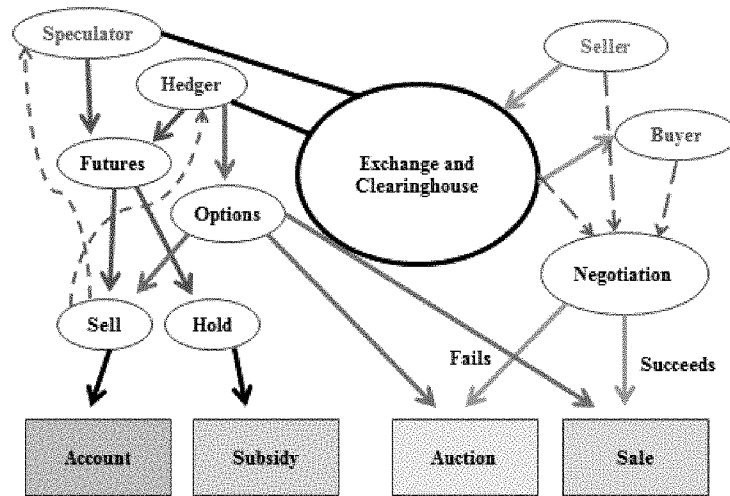 Speculator
Seller
Hedger
Buyer
Futures
Exchange and
Clearinghouse
Options
Negotiation
Sell
Hold
Fails
Succeeds
Account
Subsidy
Auction
Sale